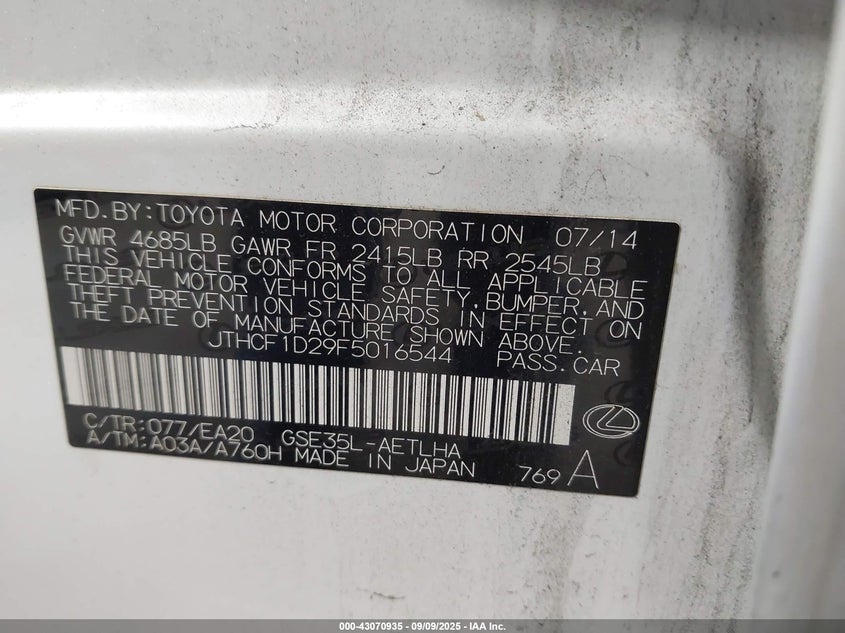 MFD.BY:TOYOTA MOTOR CORPORATION 07/14
GVWR 4685LB GAWR FR 2415LB RR 2545LB
THIS VEHICLE CONFORMS TO ALL APPLICABLE
FEDERAL MOTOR VEHICLE SAFETY,BUMPER,AND
THEFT PREVENTION STANDARDS IN EFFECT ON
THE DATE OF MANUFACTURE SHOWN ABOVE.
JTHCF1D29F5016544 PASS.CAR
C/TR:077/EA20 GSE35L-AETLHA
A/TM:A03A/A760H MADE IN JAPAN 769 A
000-43070935 - 09/09/2025 - IAA Inc.